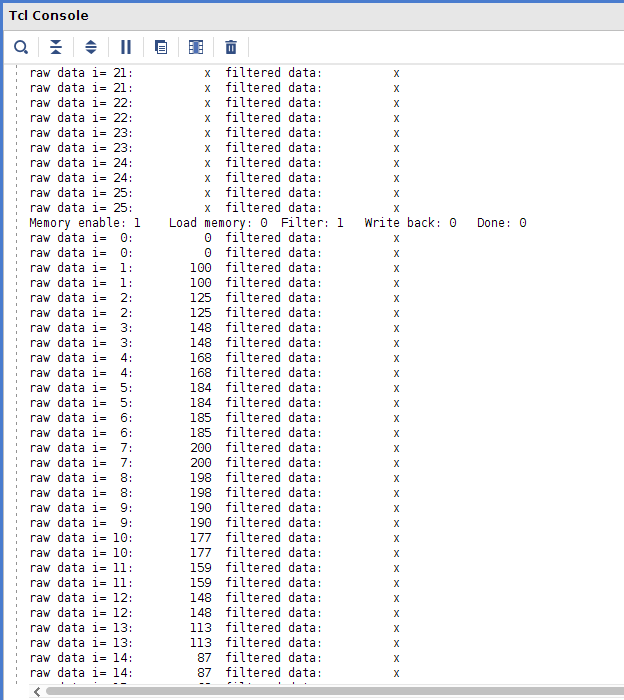 Tcl Console
raw data i= 21: x filtered data: x
raw data i= 21: x filtered data: x
raw data i= 22: x filtered data: x
raw data i= 22: x filtered data: x
raw data i= 23: x filtered data: x
raw data i= 23: x filtered data: x
raw data i= 24: x filtered data: x
raw data i= 24: x filtered data: x
raw data i= 25: x filtered data: x
raw data i= 25: x filtered data: x
Memory enable: 1 Load memory: 0 Filter: 1 Write back: 0 Done: 0
raw data i= 0: 0 filtered data: x
raw data i= 0: 0 filtered data: x
raw data i= 1: 100 filtered data: x
raw data i= 1: 100 filtered data: x
raw data i= 2: 125 filtered data: x
raw data i= 2: 125 filtered data: x
raw data i= 3: 148 filtered data: x
raw data i= 3: 148 filtered data: x
raw data i= 4: 168 filtered data: x
raw data i= 4: 168 filtered data: x
raw data i= 5: 184 filtered data: x
raw data i= 5: 184 filtered data: x
raw data i= 6: 185 filtered data: x
raw data i= 6: 185 filtered data: x
raw data i= 7: 200 filtered data: x
raw data i= 7: 200 filtered data: x
raw data i= 8: 198 filtered data: x
raw data i= 8: 198 filtered data: x
raw data i= 9: 190 filtered data: x
raw data i= 9: 190 filtered data: x
raw data i= 10: 177 filtered data: x
raw data i= 10: 177 filtered data: x
raw data i= 11: 159 filtered data: x
raw data i= 11: 159 filtered data: x
raw data i= 12: 148 filtered data: x
raw data i= 12: 148 filtered data: x
raw data i= 13: 113 filtered data: x
raw data i= 13: 113 filtered data: x
raw data i= 14: 87 filtered data: x
raw data i= 14: 87 filtered data: x